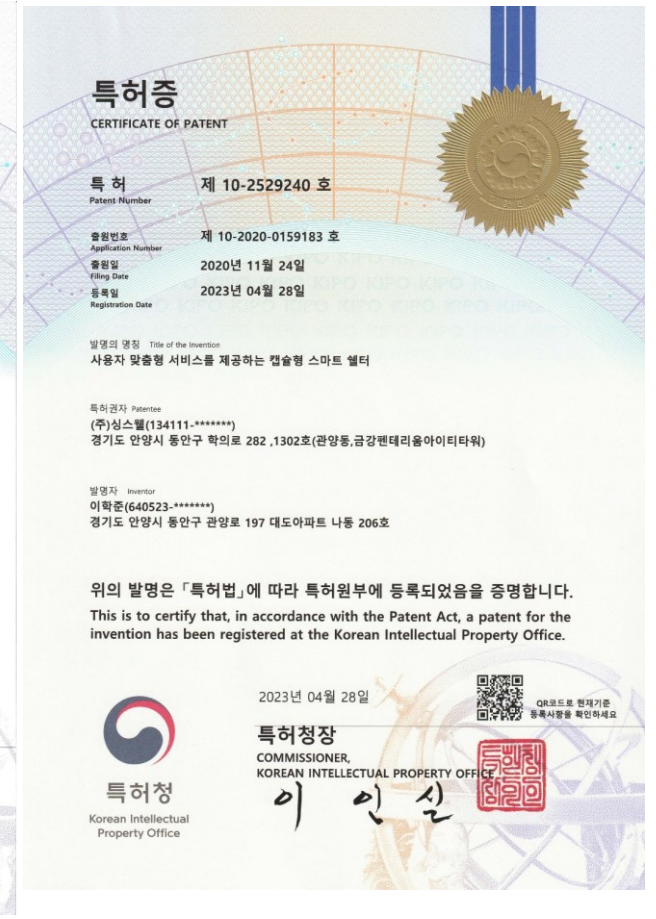 특허증
CERTIFICATE OF PATENT
특 허
Patent Number
제 10-2529240 호
출원번호
Application Number
제 10-2020-0159183 호
출원일
Filing Date
2020년 11월 24일
등록일
Registration Date
2023년 04월 28일
발명의 명칭 Title of the Invention
사용자 맞춤형 서비스를 제공하는 캡슐형 스마트 쉘터
특허권자 Patentee
(주)싱스웰(134111-*******)
경기도 안양시 동안구 학의로 282 ,1302호(관양동,금강펜테리움아이티타워)
발명자 Inventor
이학준(640523-*******)
경기도 안양시 동안구 관양로 197 대도아파트 나동 206호
위의 발명은 「특허법」에 따라 특허원부에 등록되었음을 증명합니다.
This is to certify that, in accordance with the Patent Act, a patent for the
invention has been registered at the Korean Intellectual Property Office.
2023년 04월 28일
QR코드로 현재기준
등록사항을 확인하세요
특허청장
COMMISSIONER,
KOREAN INTELLECTUAL PROPERTY OFFICE
이 인 실
특허청
Korean Intellectual
Property Office